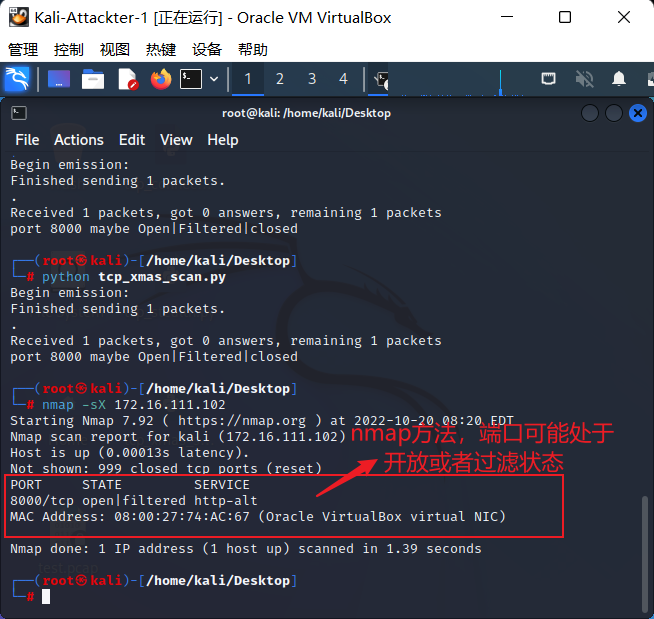 Kali-Attackter-1 [正在运行] - Oracle VM VirtualBox
管理 控制 视图 热键 设备 帮助
1 2 3 4
root@kali: /home/kali/Desktop
File Actions Edit View Help
Begin emission:
Finished sending 1 packets.
.
Received 1 packets, got 0 answers, remaining 1 packets
port 8000 maybe Open|Filtered|closed
┌──(root㉿kali)-[/home/kali/Desktop]
└─# python tcp_xmas_scan.py
Begin emission:
Finished sending 1 packets.
.
Received 1 packets, got 0 answers, remaining 1 packets
port 8000 maybe Open|Filtered|closed
┌──(root㉿kali)-[/home/kali/Desktop]
└─# nmap -sX 172.16.111.102
Starting Nmap 7.92 ( https://nmap.org ) at 2022-10-20 08:20 EDT
Nmap scan report for kali (172.16.111.102)
nmap方法，端口可能处于
Host is up (0.00013s latency).
开放或者过滤状态
Not shown: 999 closed tcp ports (reset)
PORT STATE SERVICE
8000/tcp open|filtered http-alt
MAC Address: 08:00:27:74:AC:67 (Oracle VirtualBox virtual NIC)
Nmap done: 1 IP address (1 host up) scanned in 1.39 seconds
┌──(root㉿kali)-[/home/kali/Desktop]
└─#